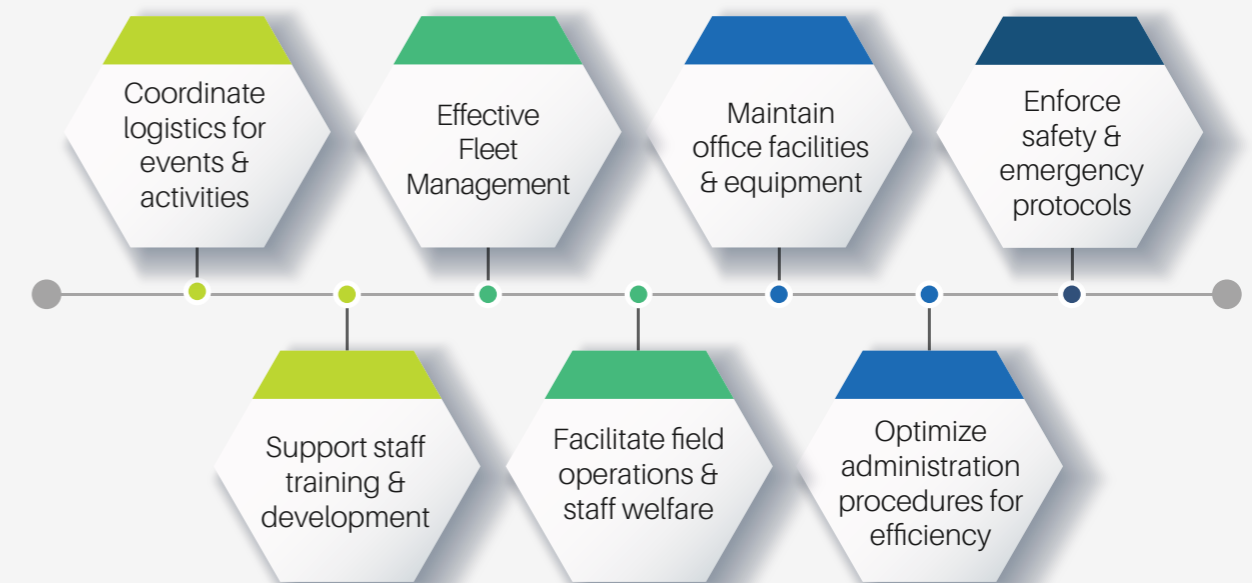 Coordinate
logistics for
events &
activities
Effective
Fleet
Management
Maintain
office facilities
& equipment
Enforce
safety &
emergency
protocols
Support staff
training &
development
Facilitate field
operations &
staff welfare
Optimize
administration
procedures for
efficiency